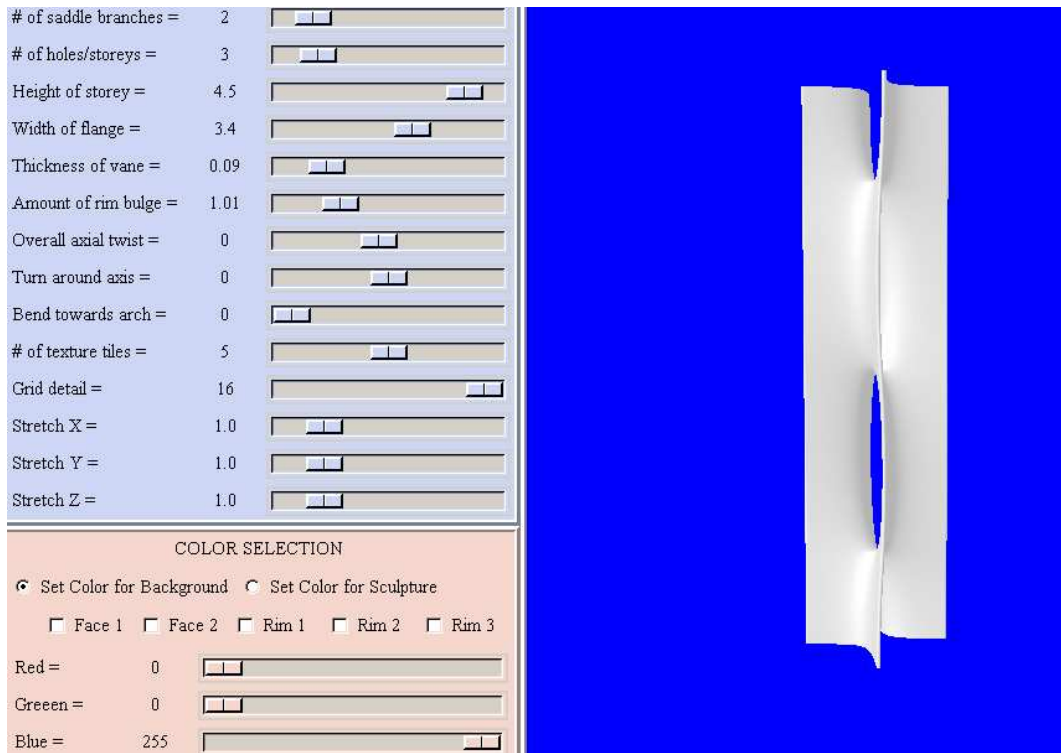 # of saddle branches = 2
# of holes/storeys = 3
Height of storey = 4.5
Width of flange = 3.4
Thickness of vane = 0.09
Amount of rim bulge = 1.01
Overall axial twist = 0
Turn around axis = 0
Bend towards arch = 0
# of texture tiles = 5
Grid detail = 16
Stretch X = 1.0
Stretch Y = 1.0
Stretch Z = 1.0
COLOR SELECTION
Set Color for Background Set Color for Sculpture
Face 1 Face 2 Rim 1 Rim 2 Rim 3
Red = 0
Greeen = 0
Blue = 255